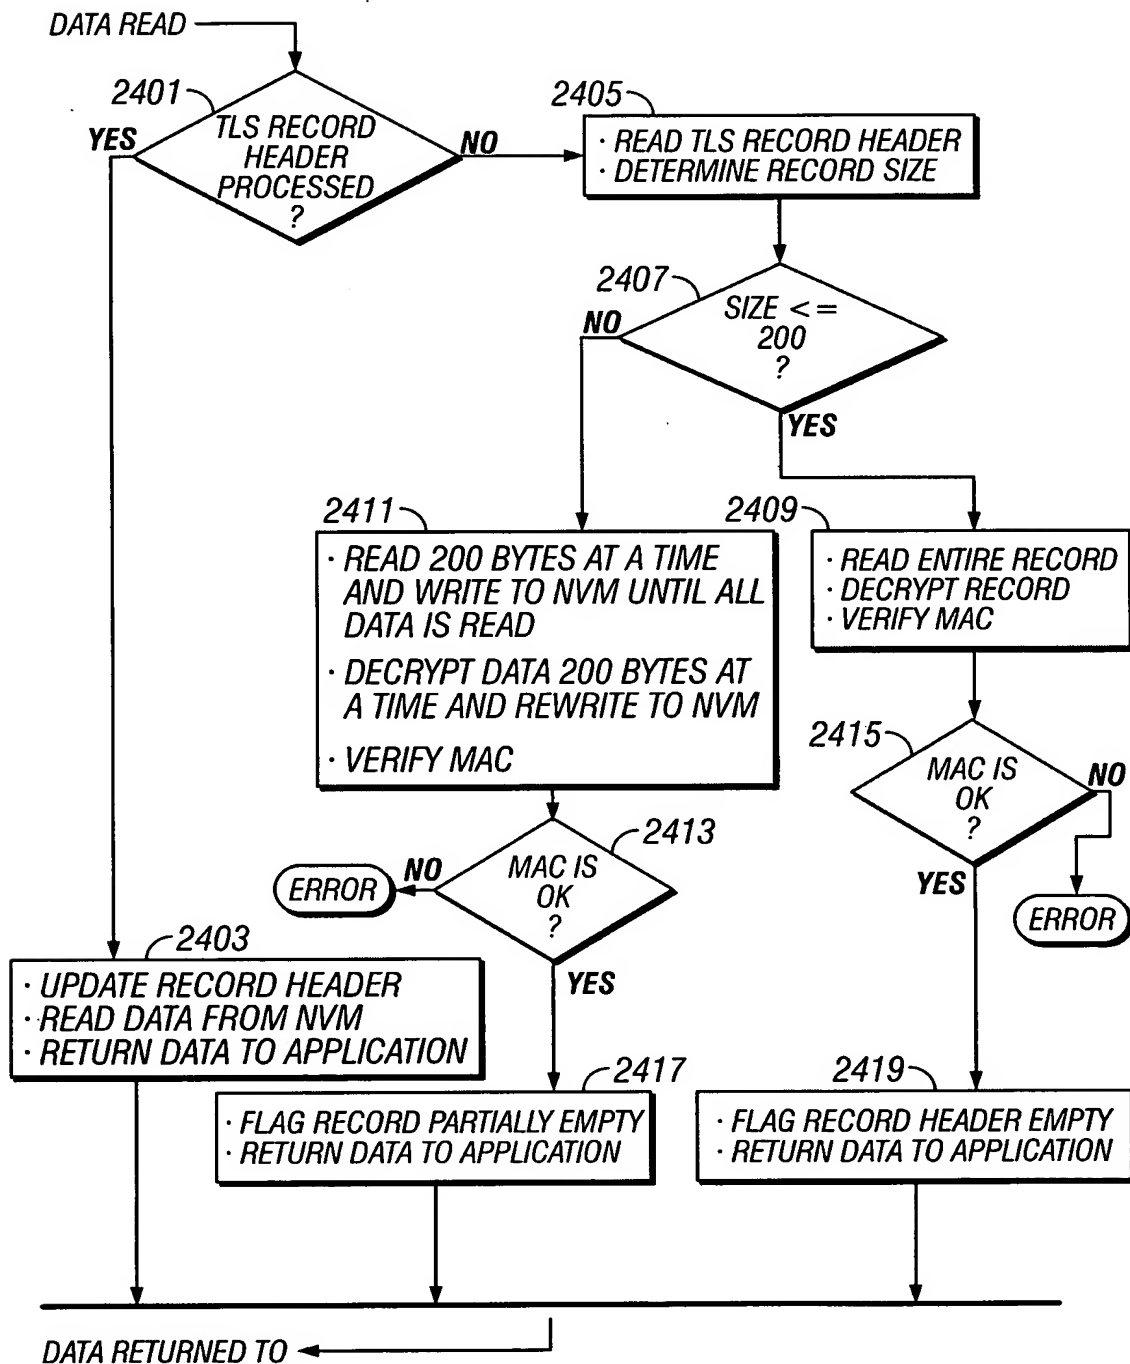 DATA READ
2401
TLS RECORD
HEADER
PROCESSED
?
YES
NO
2405
· READ TLS RECORD HEADER
· DETERMINE RECORD SIZE
2407
SIZE < =
200
?
NO
YES
2411
· READ 200 BYTES AT A TIME
AND WRITE TO NVM UNTIL ALL
DATA IS READ
· DECRYPT DATA 200 BYTES AT
A TIME AND REWRITE TO NVM
· VERIFY MAC
2409
· READ ENTIRE RECORD
· DECRYPT RECORD
· VERIFY MAC
2415
MAC IS
OK
?
NO
YES
ERROR
2413
MAC IS
OK
?
NO
ERROR
YES
2403
· UPDATE RECORD HEADER
· READ DATA FROM NVM
· RETURN DATA TO APPLICATION
2417
· FLAG RECORD PARTIALLY EMPTY
· RETURN DATA TO APPLICATION
2419
· FLAG RECORD HEADER EMPTY
· RETURN DATA TO APPLICATION
DATA RETURNED TO